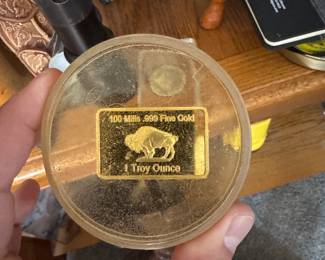 100 Mills .999 Fine Gold
1 Troy Ounce